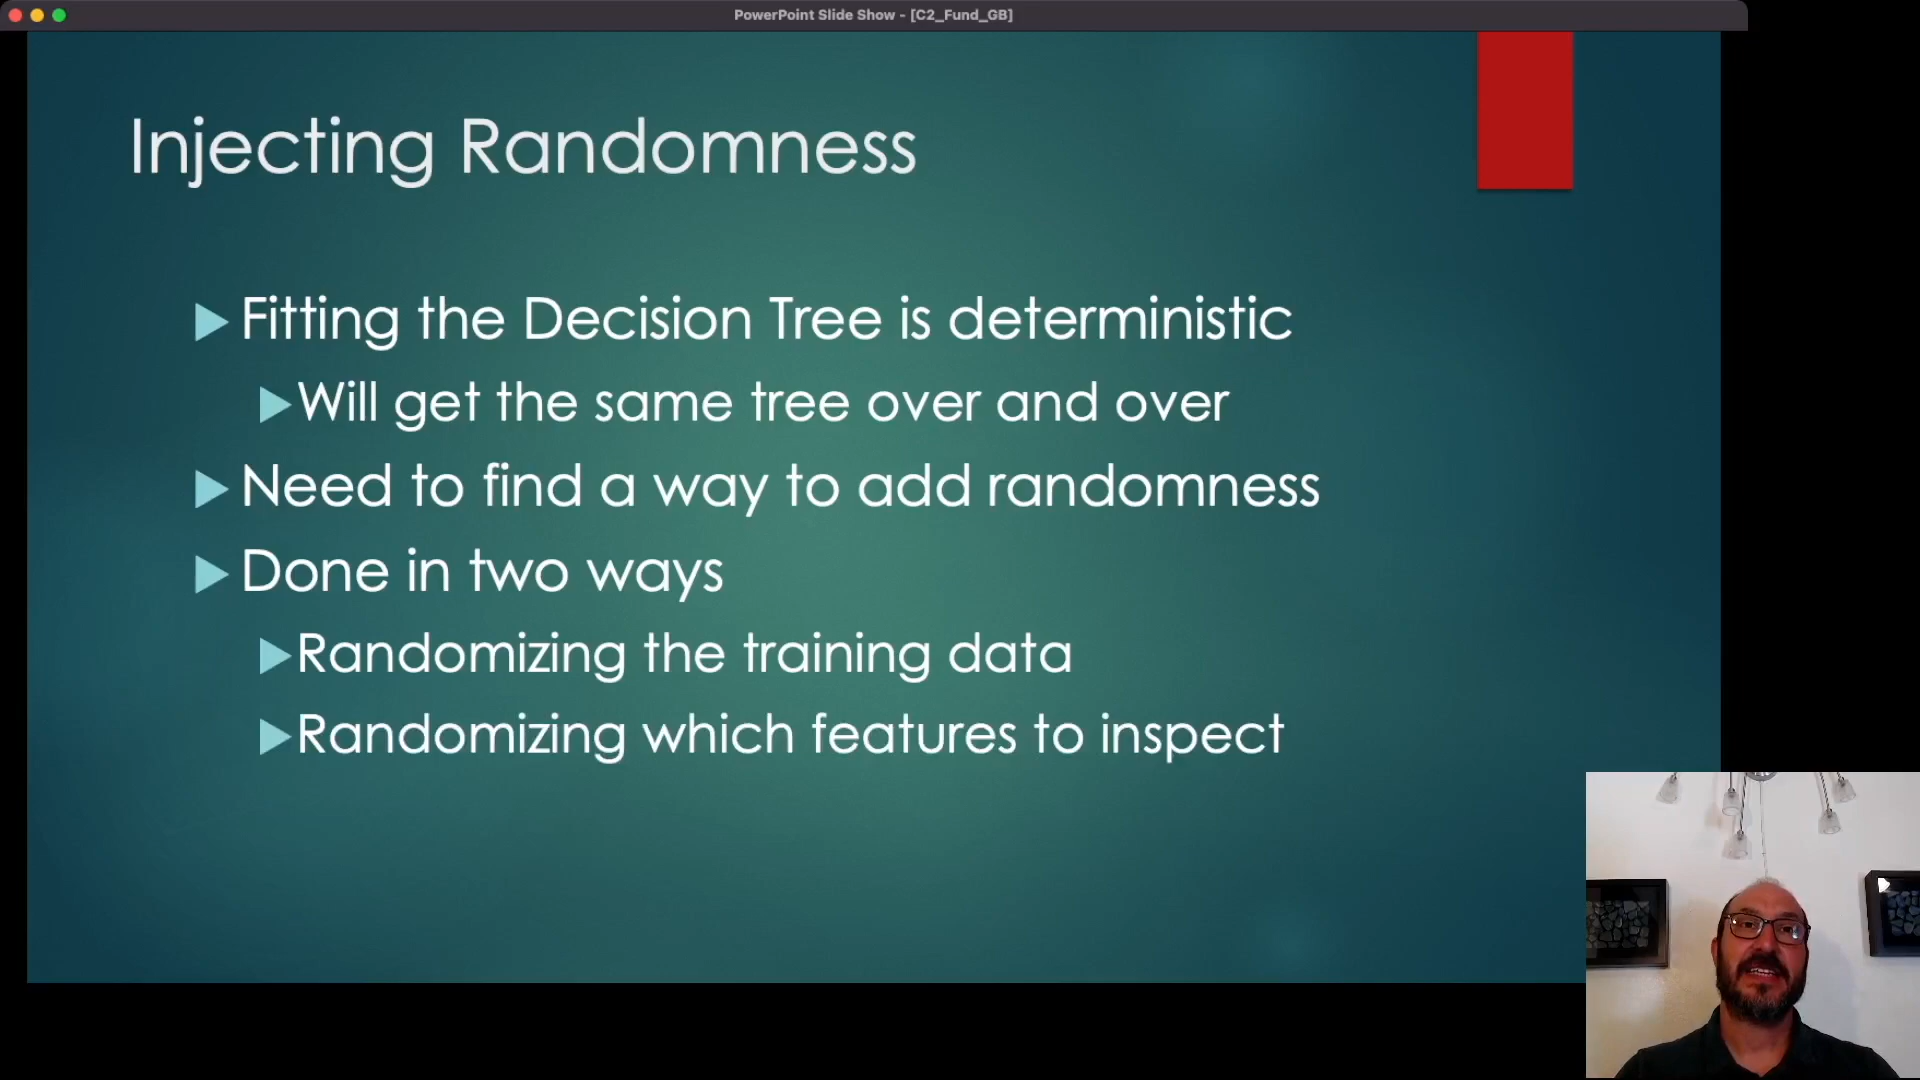 PowerPoint Slide Show - [C2_Fund_GB]
Injecting Randomness
Fitting the Decision Tree is deterministic
Will get the same tree over and over
Need to find a way to add randomness
Done in two ways
Randomizing the training data
Randomizing which features to inspect